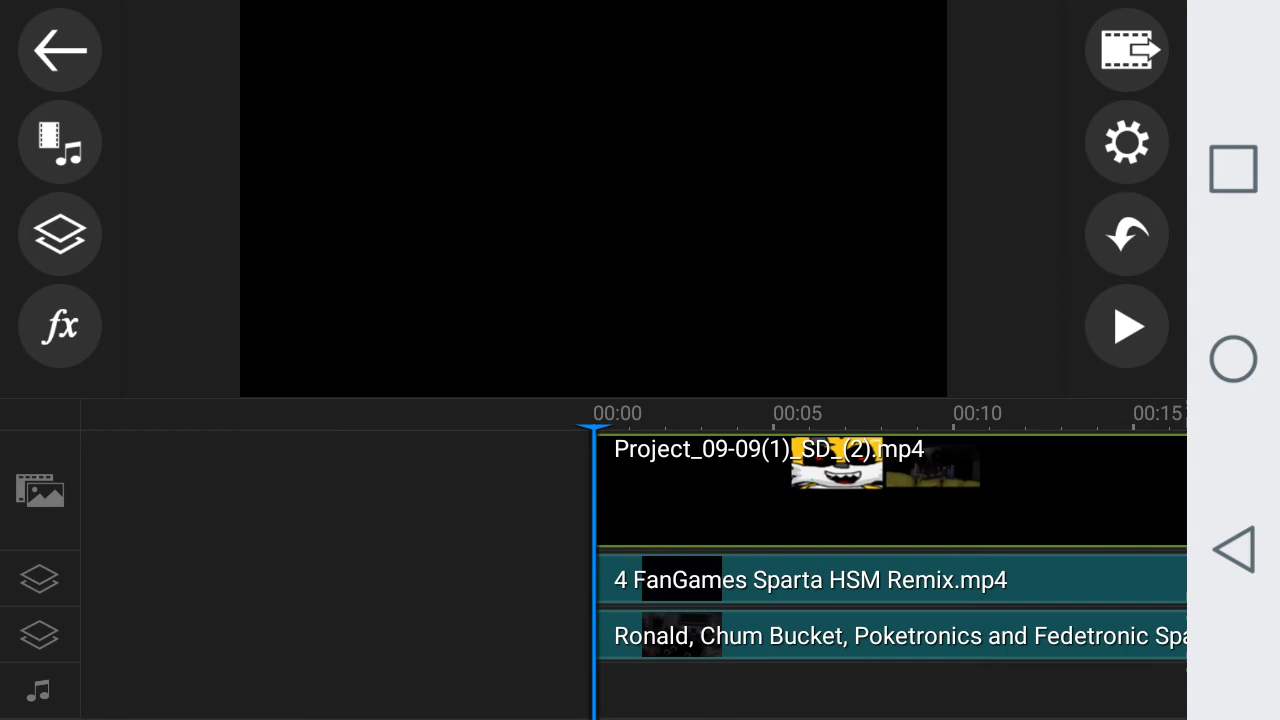 fx
00:00 00:05 00:10 00:15
Project_09-09(1)_SD_(2).mp4
4 FanGames Sparta HSM Remix.mp4
Ronald, Chum Bucket, Poketronics and Fedetronic Spa